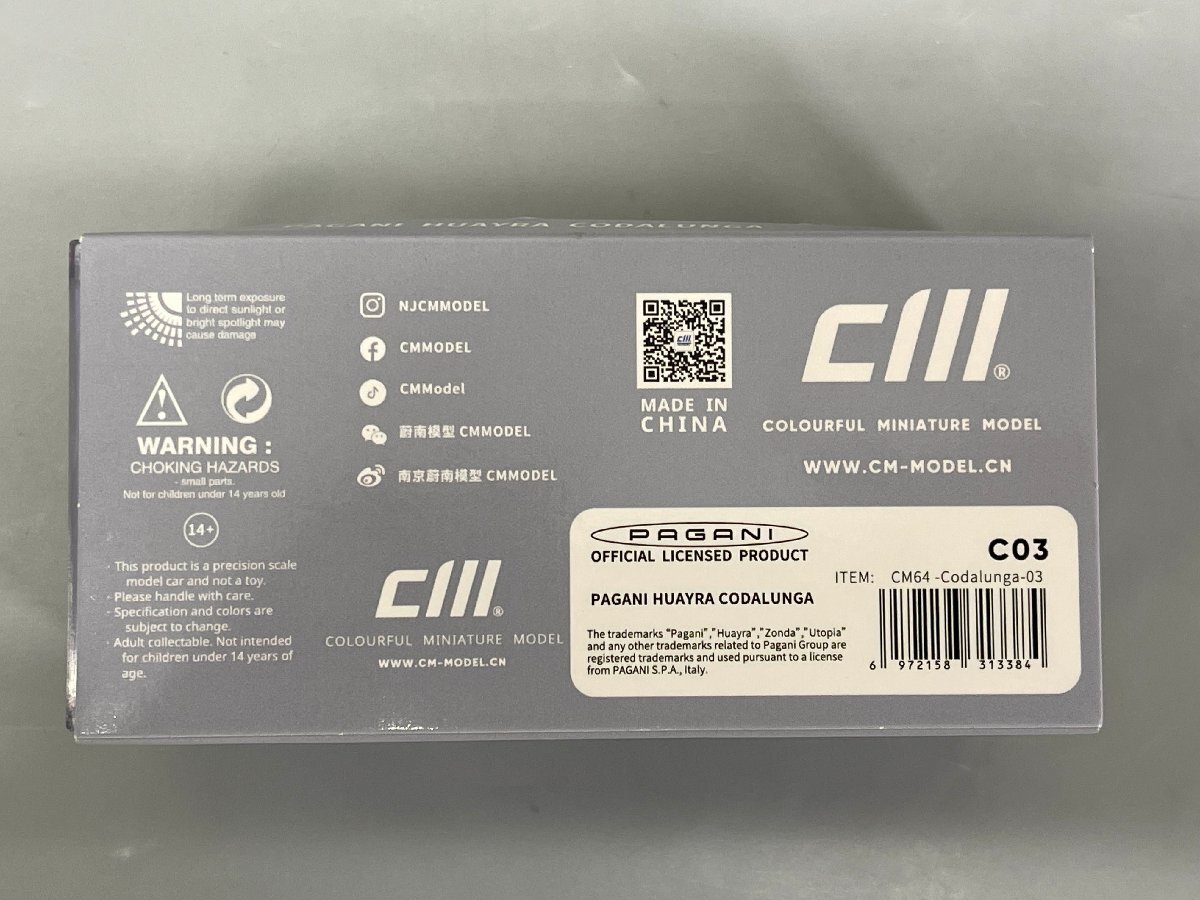 PAGANI HUAYRA CODALUNGA
Long term exposure
to direct sunlight or
bright spotlight may
cause damage
WARNING :
CHOKING HAZARDS
- small parts.
Not for children under 14 years old
14+
· This product is a precision scale
model car and not a toy.
· Please handle with care.
· Specification and colors are
subject to change.
· Adult collectable. Not intended
for children under 14 years of
age.
NJCMMODEL
CMMODEL
CMModel
蔚南模型 CMMODEL
南京蔚南模型 CMMODEL
CM®
COLOURFUL MINIATURE MODEL
WWW.CM-MODEL.CN
MADE IN
CHINA
CM®
COLOURFUL MINIATURE MODEL
WWW.CM-MODEL.CN
PAGANI
OFFICIAL LICENSED PRODUCT
C03
ITEM: CM64 -Codalunga-03
PAGANI HUAYRA CODALUNGA
The trademarks "Pagani","Huayra","Zonda","Utopia"
and any other trademarks related to Pagani Group are
registered trademarks and used pursuant to a license
from PAGANI S.P.A., Italy.
6 972158 313384